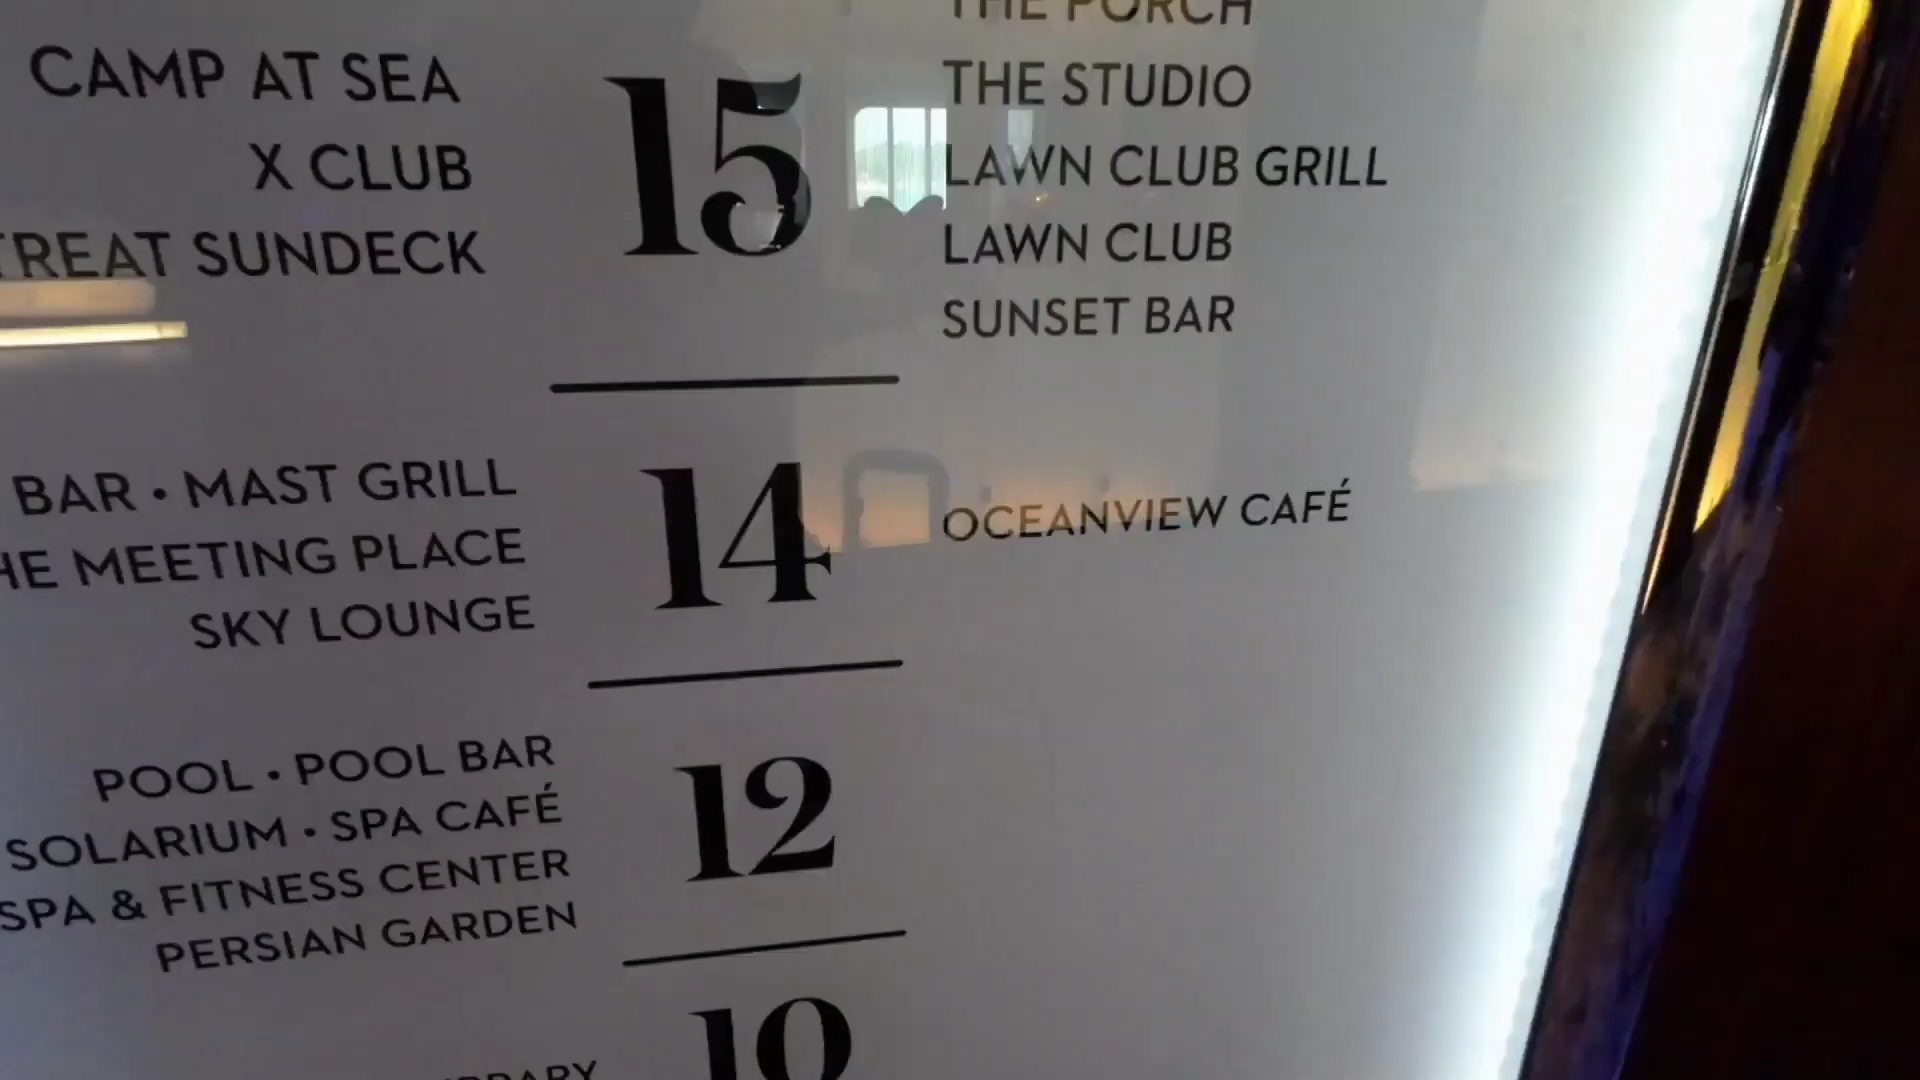 CAMP AT SEA
X CLUB
SUNDECK
15
THE PORCH
THE STUDIO
LAWN CLUB GRILL
LAWN CLUB
SUNSET BAR
BAR • MAST GRILL
MEETING PLACE
SKY LOUNGE
14
OCEANVIEW CAFÉ
POOL • POOL BAR
SOLARIUM • SPA CAFÉ
SPA & FITNESS CENTER
PERSIAN GARDEN
12
10